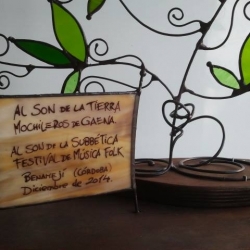 AL SON DE LA TIERRA
MOCHILEROS DE GAENA.
AL SON DE LA SUBBÉTICA
FESTIVAL DE MÚSICA FOLK
BENAMEJÍ (CÓRDOBA)
Diciembre de 2014.